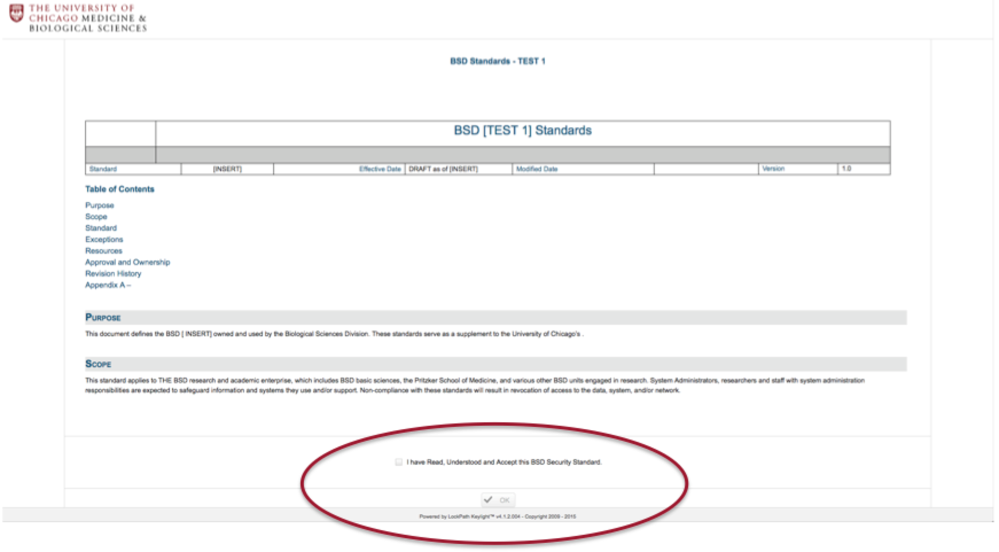 THE UNIVERSITY OF
CHICAGO MEDICINE &
BIOLOGICAL SCIENCES
BSD Standards - TEST 1
BSD [TEST 1] Standards
Standard [INSERT] Effective Date DRAFT as of [INSERT] Modified Date Version 1.0
Table of Contents
Purpose
Scope
Standard
Exceptions
Resources
Approval and Ownership
Revision History
Appendix A –
PURPOSE
This document defines the BSD [ INSERT] owned and used by the Biological Sciences Division. These standards serve as a supplement to the University of Chicago's .
SCOPE
This standard applies to THE BSD research and academic enterprise, which includes BSD basic sciences, the Pritzker School of Medicine, and various other BSD units engaged in research. System Administrators, researchers and staff with system administration
responsibilities are expected to safeguard information and systems they use and/or support. Non-compliance with these standards will result in revocation of access to the data, system, and/or network.
I have Read, Understood and Accept this BSD Security Standard.
OK
Powered by LockPath Keylight™ v4.1.2.004 - Copyright 2009 - 2015